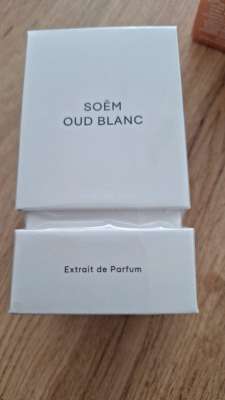 SOÊM
OUD BLANC
Extrait de Parfum